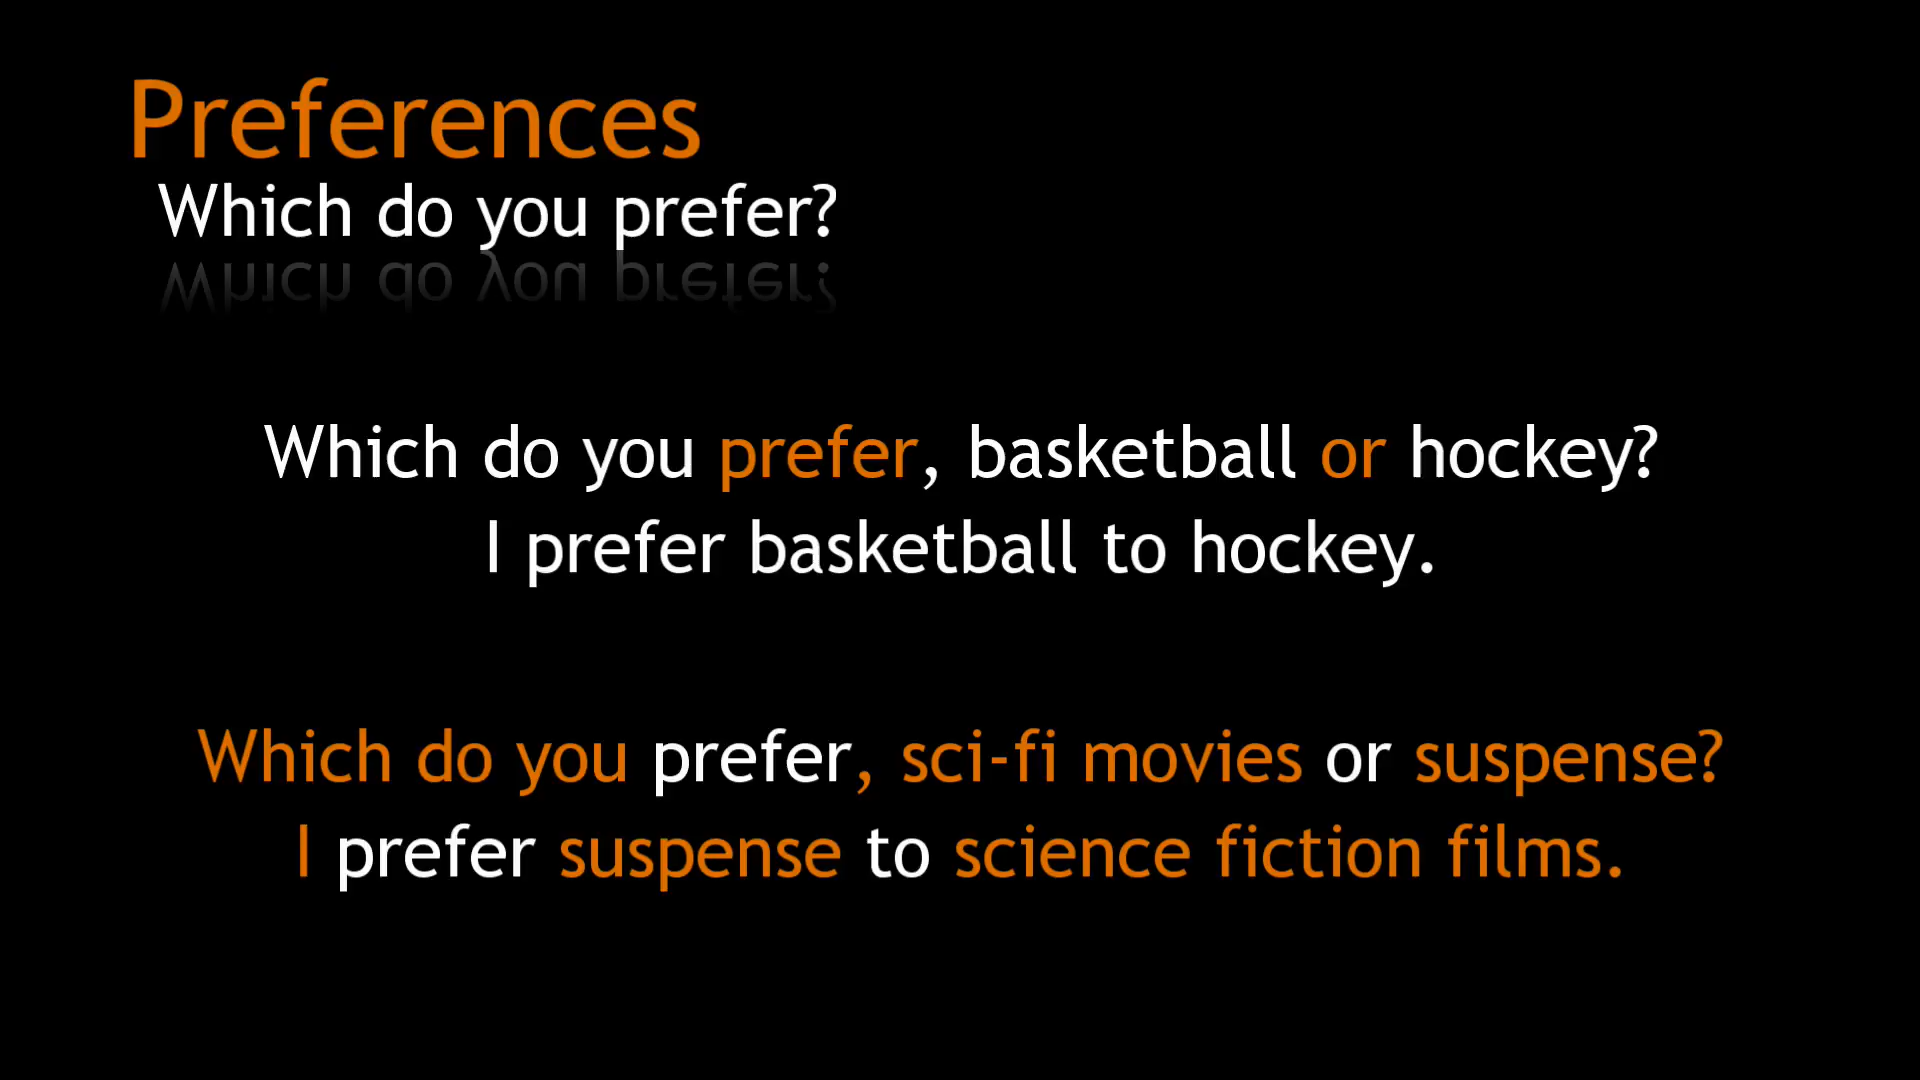 Preferences
Which do you prefer?
Which do you prefer, basketball or hockey?
I prefer basketball to hockey.
Which do you prefer, sci-fi movies or suspense?
I prefer suspense to science fiction films.